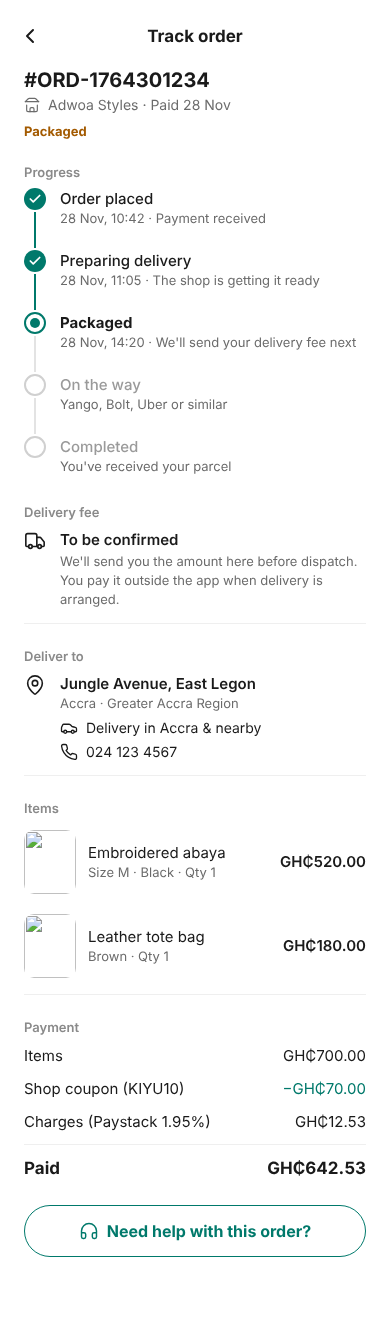 Track order
#ORD-1764301234
Adwoa Styles · Paid 28 Nov
Packaged
Progress
Order placed
28 Nov, 10:42 · Payment received
Preparing delivery
28 Nov, 11:05 · The shop is getting it ready
Packaged
28 Nov, 14:20 · We'll send your delivery fee next
On the way
Yango, Bolt, Uber or similar
Completed
You've received your parcel
Delivery fee
To be confirmed
We'll send you the amount here before dispatch.
You pay it outside the app when delivery is
arranged.
Deliver to
Jungle Avenue, East Legon
Accra · Greater Accra Region
Delivery in Accra & nearby
024 123 4567
Items
Embroidered abaya
Size M · Black · Qty 1
GH₵520.00
Leather tote bag
Brown · Qty 1
GH₵180.00
Payment
Items GH₵700.00
Shop coupon (KIYU10) −GH₵70.00
Charges (Paystack 1.95%) GH₵12.53
Paid GH₵642.53
Need help with this order?